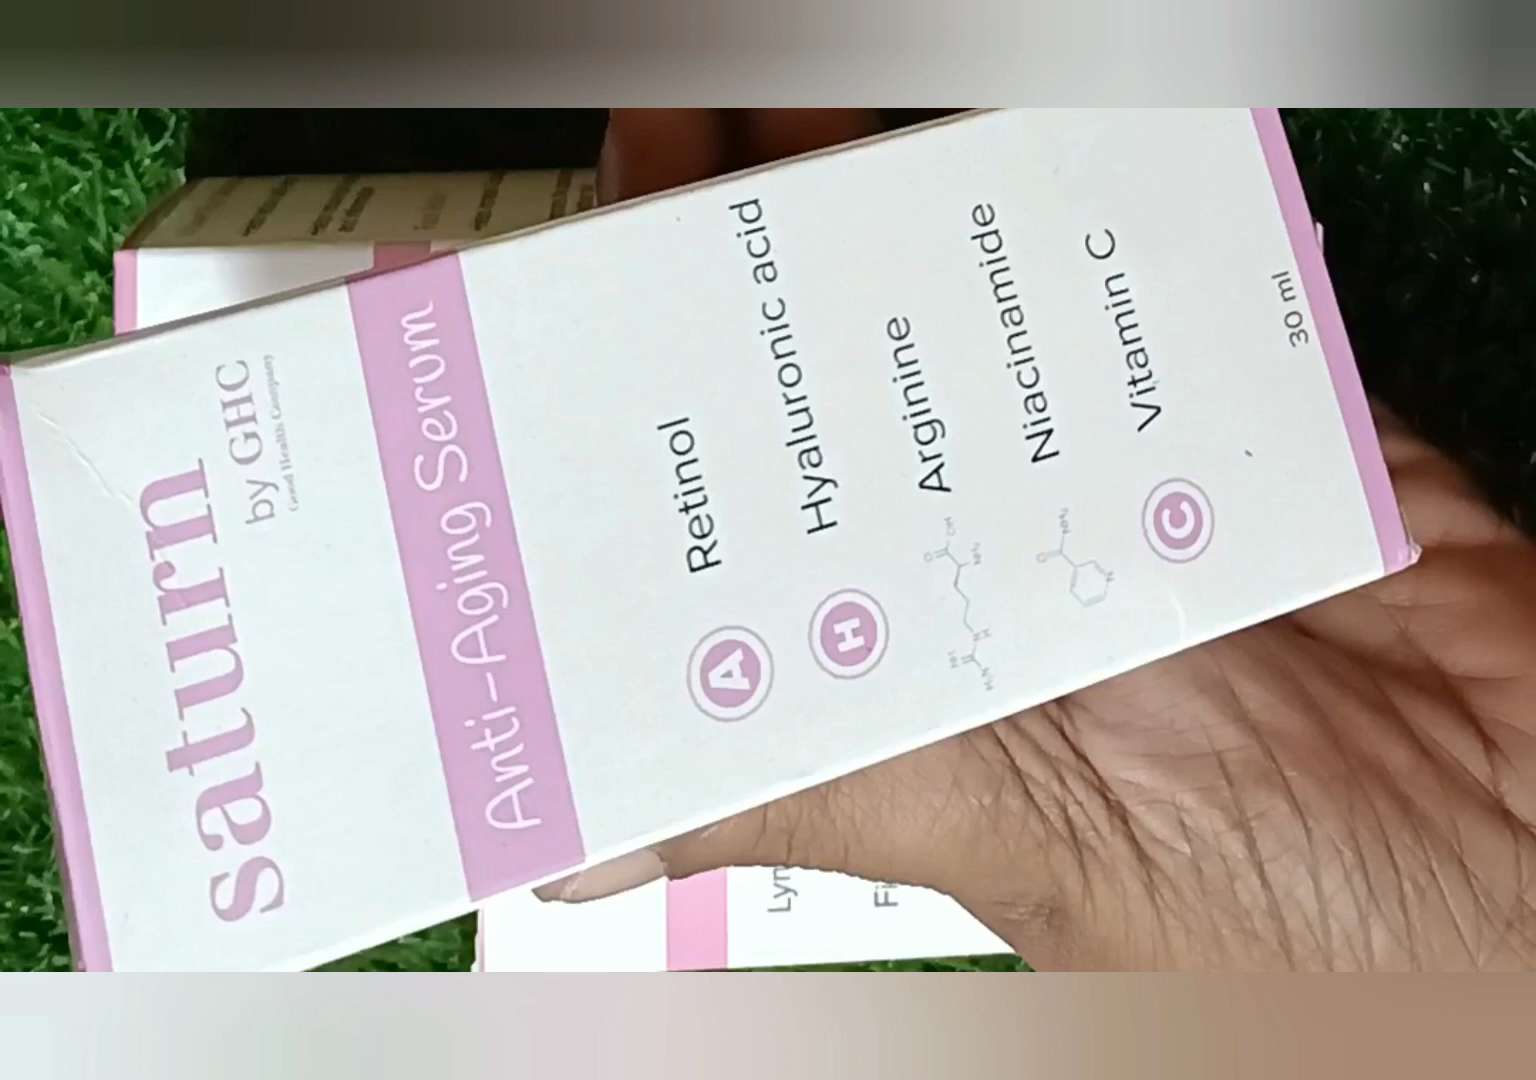 saturn
by GHC
Good Health Company
Anti-Aging Serum
A Retinol
H Hyaluronic acid
Arginine
Niacinamide
C Vitamin C
30 ml